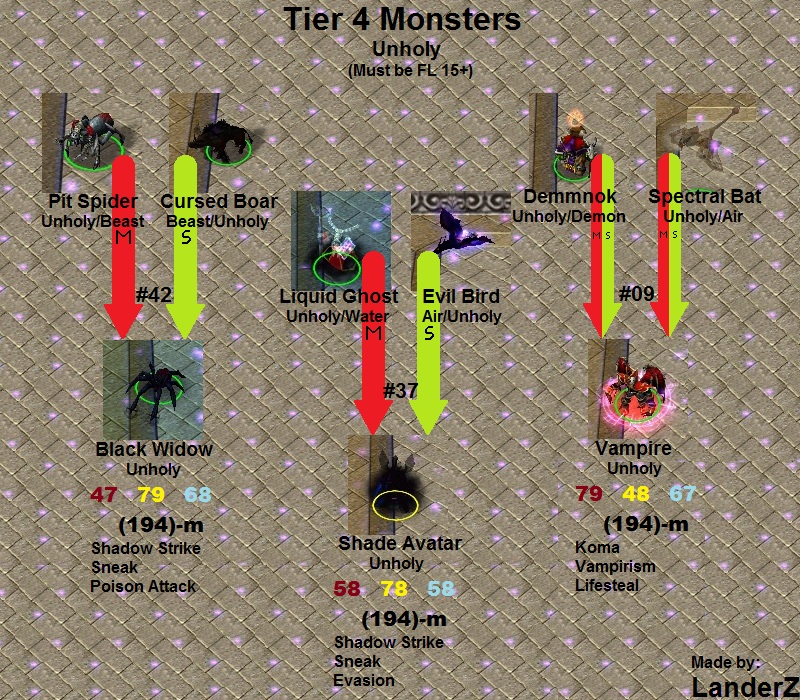 Tier 4 Monsters
Unholy
(Must be FL 15+)
Pit Spider
Unholy/Beast
M
Cursed Boar
Beast/Unholy
S
#42
Black Widow
Unholy
47 79 68
(194)-m
Shadow Strike
Sneak
Poison Attack
Liquid Ghost
Unholy/Water
M
Evil Bird
Air/Unholy
S
#37
Shade Avatar
Unholy
58 78 58
(194)-m
Shadow Strike
Sneak
Evasion
Demmnok
Unholy/Demon
M S
Spectral Bat
Unholy/Air
M S
#09
Vampire
Unholy
79 48 67
(194)-m
Koma
Vampirism
Lifesteal
Made by:
LanderZ